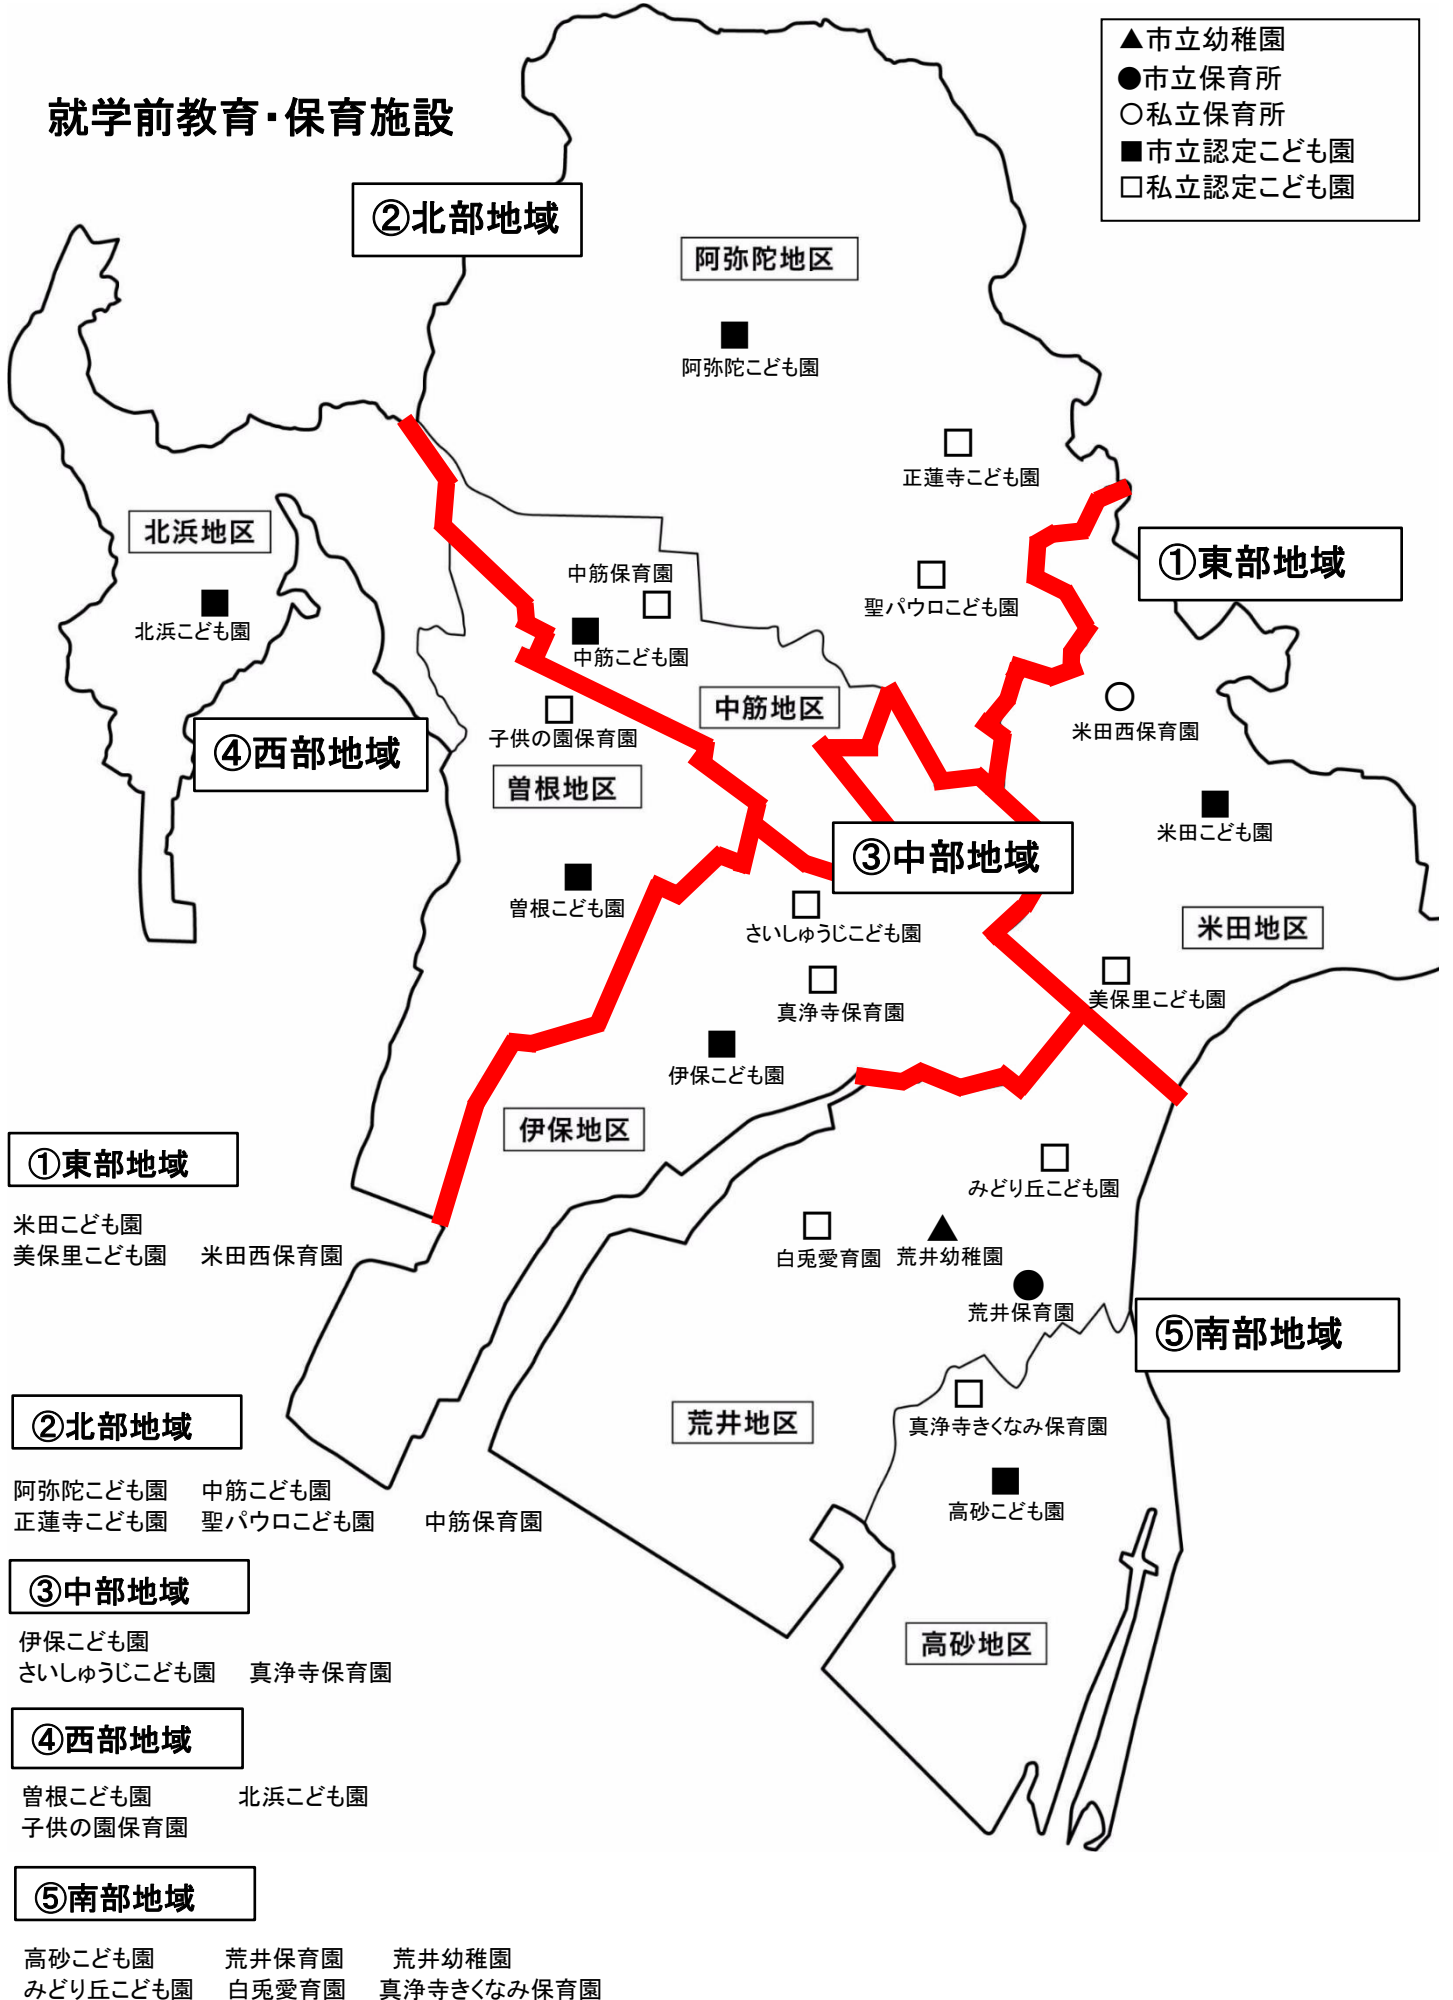 就学前教育・保育施設
▲市立幼稚園
●市立保育所
○私立保育所
■市立認定こども園
□私立認定こども園
②北部地域
阿弥陀地区
阿弥陀こども園
正蓮寺こども園
北浜地区
北浜こども園
①東部地域
中筋保育園
聖パウロこども園
中筋こども園
中筋地区
米田西保育園
④西部地域
子供の園保育園
曽根地区
米田こども園
③中部地域
曽根こども園
さいしゅうじこども園
米田地区
真浄寺保育園
美保里こども園
伊保こども園
伊保地区
みどり丘こども園
白兎愛育園
荒井幼稚園
荒井保育園
⑤南部地域
荒井地区
真浄寺きくなみ保育園
高砂こども園
高砂地区
①東部地域
米田こども園
美保里こども園 米田西保育園
②北部地域
阿弥陀こども園 中筋こども園
正蓮寺こども園 聖パウロこども園 中筋保育園
③中部地域
伊保こども園
さいしゅうじこども園 真浄寺保育園
④西部地域
曽根こども園 北浜こども園
子供の園保育園
⑤南部地域
高砂こども園 荒井保育園 荒井幼稚園
みどり丘こども園 白兎愛育園 真浄寺きくなみ保育園